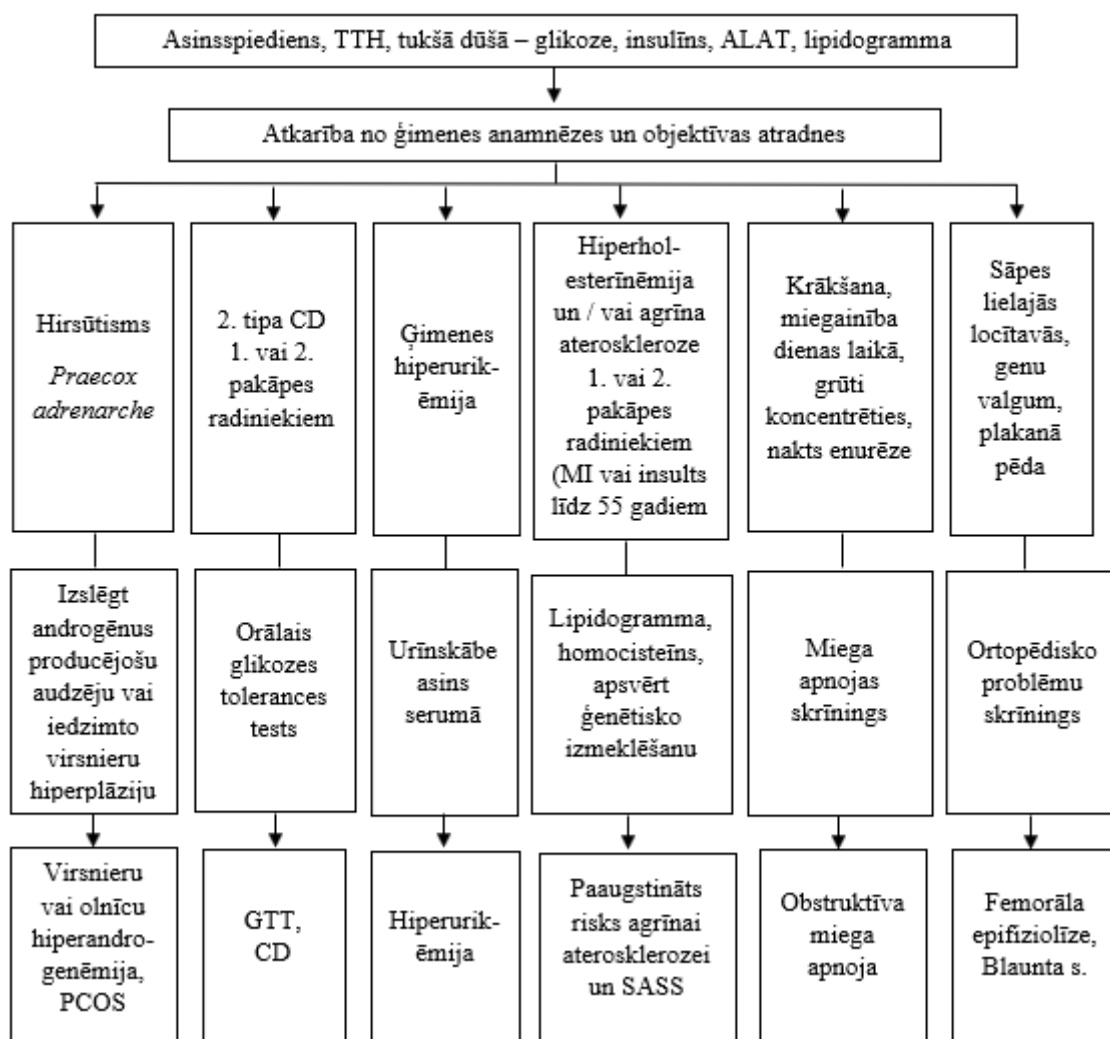 Asinsspiediens, TTH, tukšā dūšā – glikoze, insulīns, ALAT, lipidogramma
Atkarība no ģimenes anamnēzes un objektīvas atradnes
Hirsūtisms
Praecox
adrenarche
2. tipa CD
1. vai 2.
pakāpes
radiniekiem
Ģimenes
hiperurik-
ēmija
Hiperhol-
esterīnēmija
un / vai agrīna
ateroskleroze
1. vai 2.
pakāpes
radiniekiem
(MI vai insults
līdz 55 gadiem
Krākšana,
miegainība
dienas laikā,
grūti
koncentrēties,
nakts enurēze
Sāpes
lielajās
locītavās,
genu
valgum,
plakanā
pēda
Izslēgt
androgēnus
producējošu
audzēju vai
iedzimto
virsnieru
hiperplāziju
Orālais
glikozes
tolerances
tests
Urīnskābe
asins
serumā
Lipidogramma,
homocisteīns,
apsvērt
ģenētisko
izmeklēšanu
Miega
apnojas
skrīnings
Ortopēdisko
problēmu
skrīnings
Virsnieru
vai olnīcu
hiperandro-
genēmija,
PCOS
GTT,
CD
Hiperurik-
ēmija
Paaugstināts
risks agrīnai
aterosklerozei
un SASS
Obstruktīva
miega
apnoja
Femorāla
epifīziolīze,
Blaunta s.